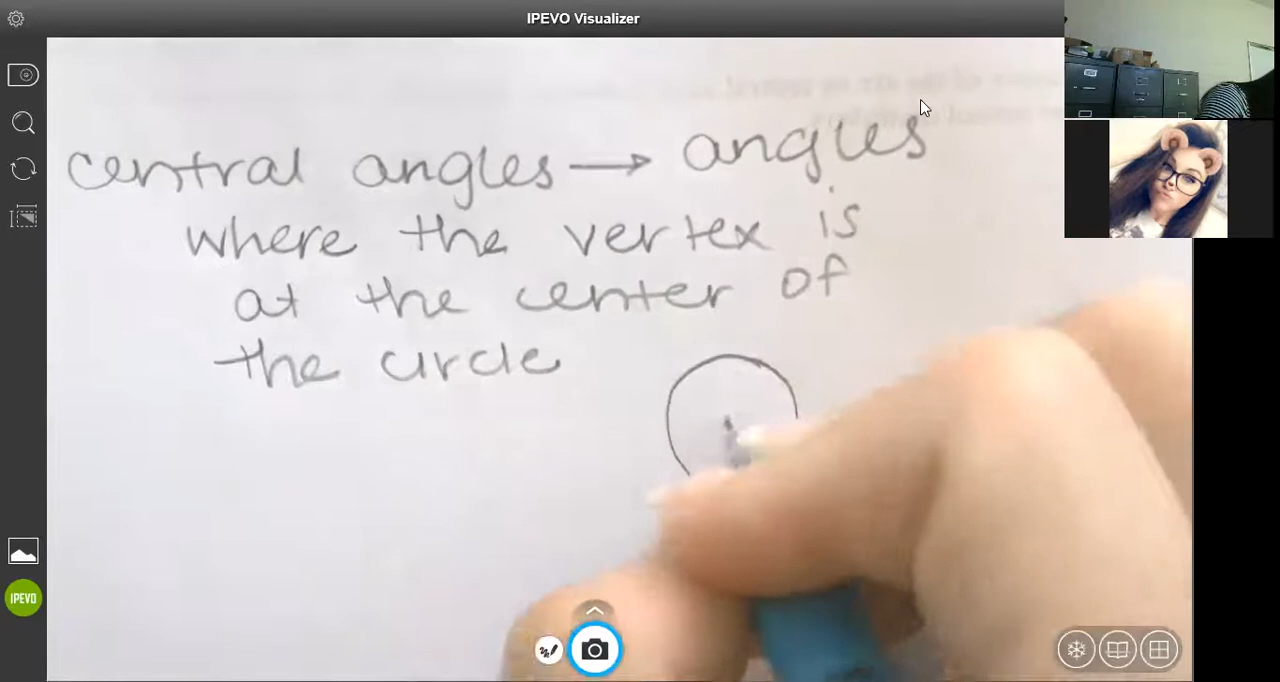 IPEVO Visualizer
central angles → angles
where the vertex is
at the center of
the circle
IPEVO